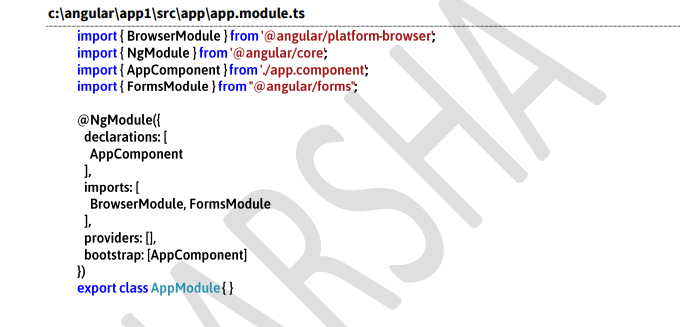 c:\angular\app1\src\app\app.module.ts
import { BrowserModule } from '@angular/platform-browser';
import { NgModule } from '@angular/core';
import { AppComponent } from './app.component';
import { FormsModule } from "@angular/forms";
@NgModule({
declarations: [
AppComponent
],
imports: [
BrowserModule, FormsModule
],
providers: [],
bootstrap: [AppComponent]
})
export class AppModule { }
ARSHA